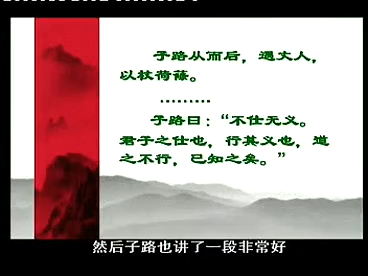 子路从而后，遇丈人，
以杖荷蓧。
………
子路曰：“不仕无义。
君子之仕也，行其义也，道
之不行，已知之矣。”
然后子路也讲了一段非常好